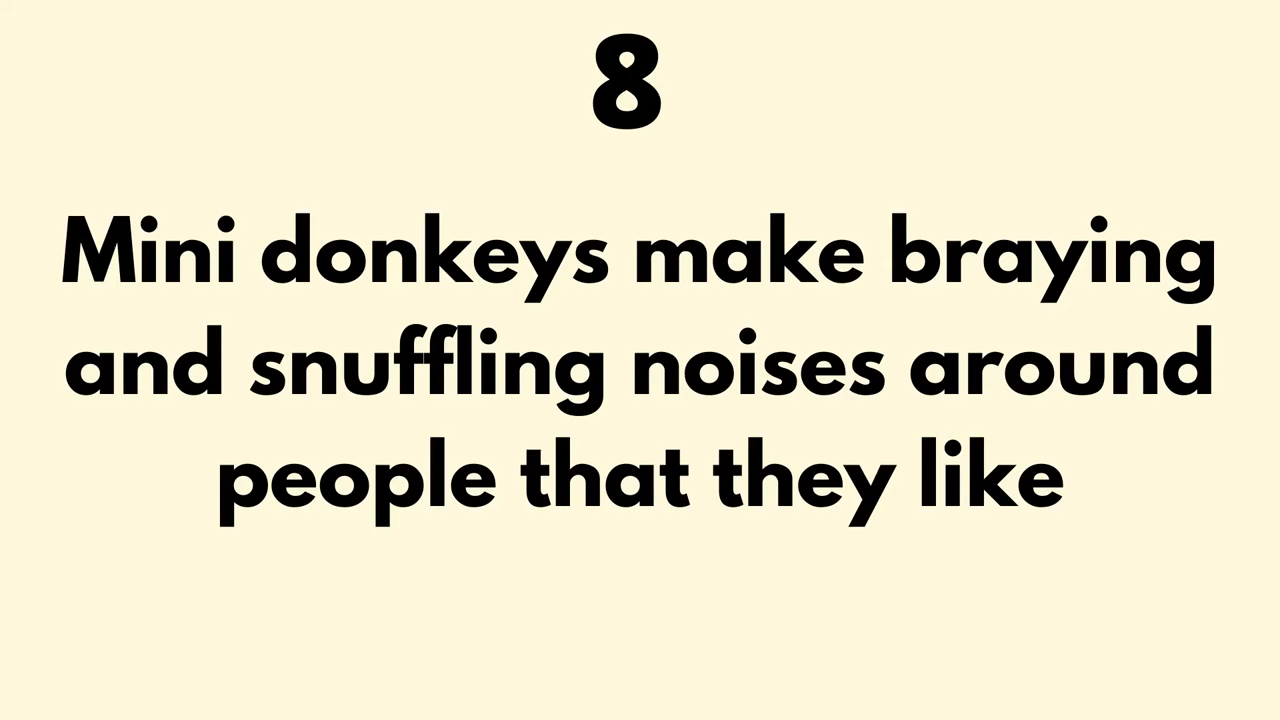 8
Mini donkeys make braying
and snuffling noises around
people that they like